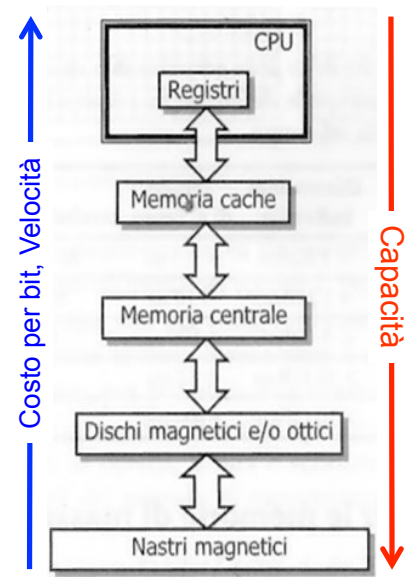 CPU
Registri
Memoria cache
Memoria centrale
Dischi magnetici e/o ottici
Nastri magnetici
Costo per bit, Velocità
Capacità